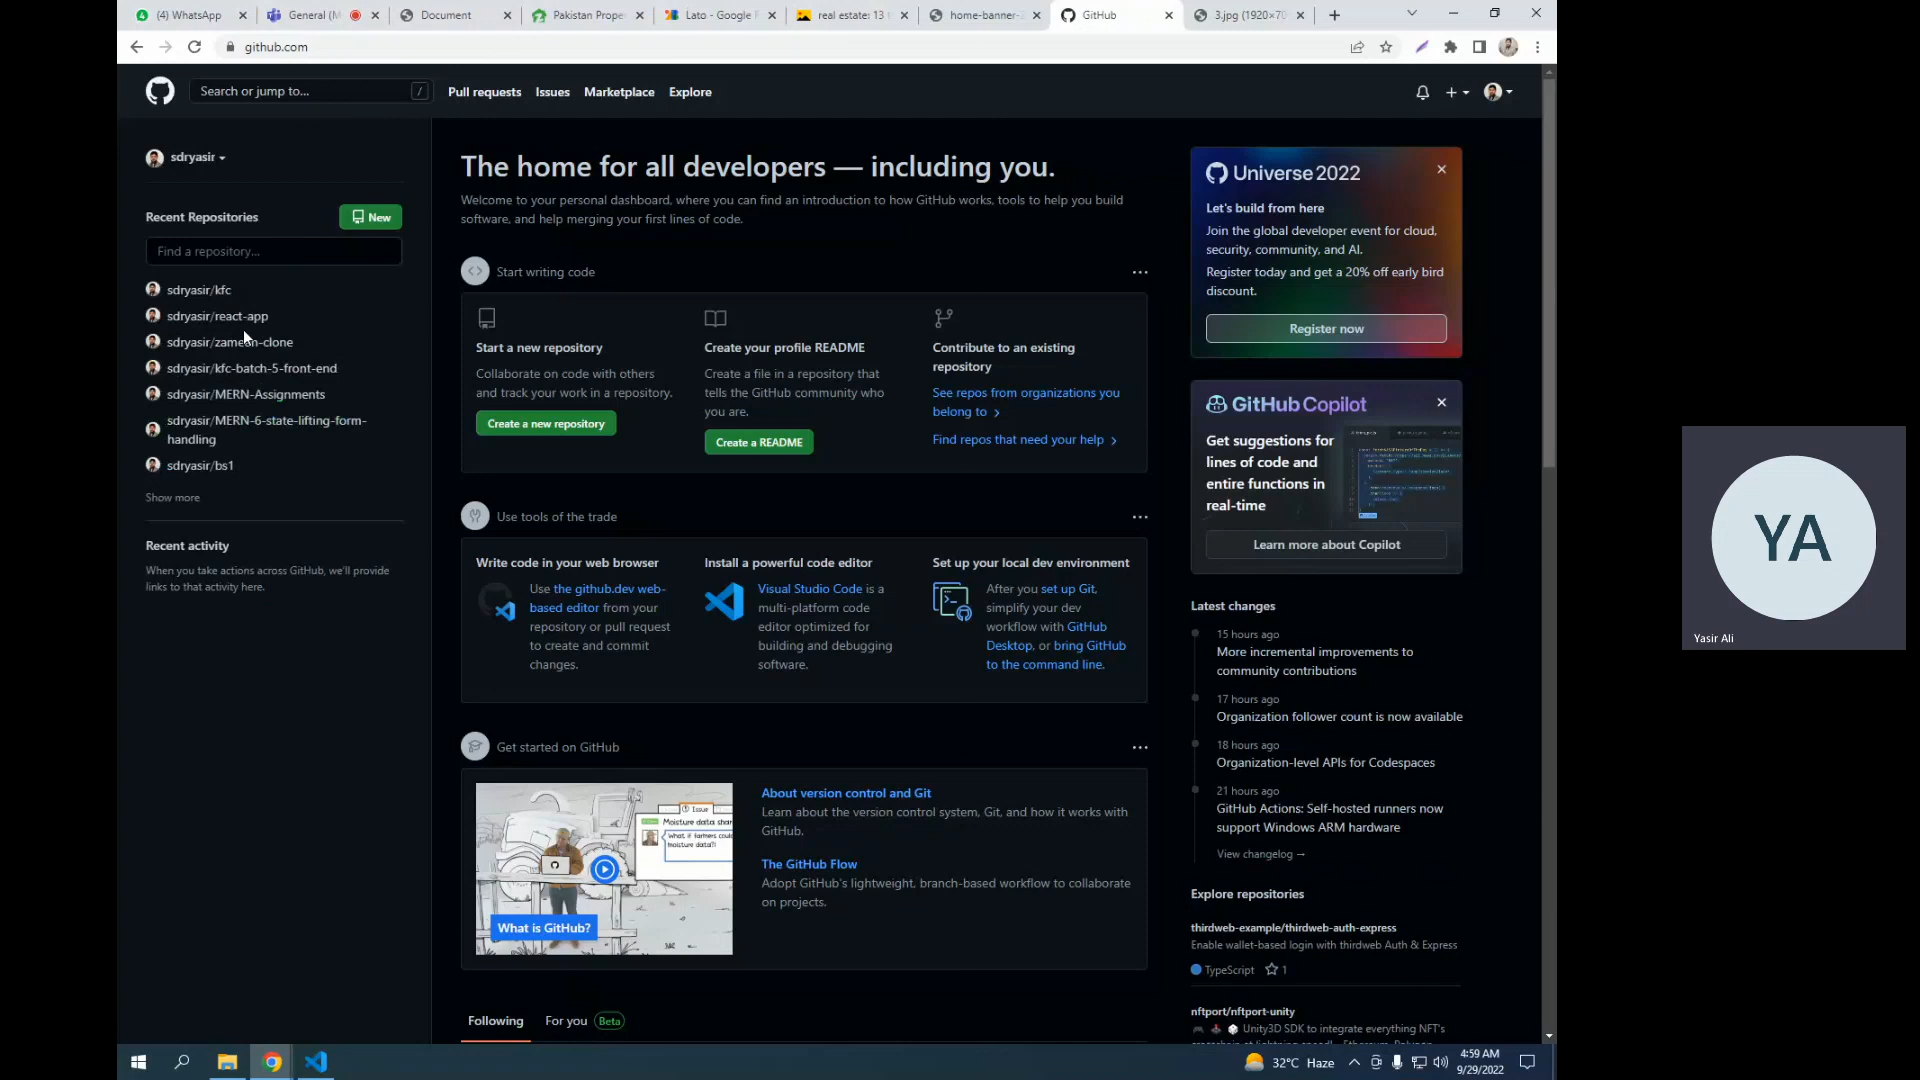 (4) WhatsApp
General (M
Document
Pakistan Prope
Lato - Google F
real estate: 13
home-banner-
GitHub
3.jpg (1920×70
github.com
Search or jump to...
/
Pull requests
Issues
Marketplace
Explore
sdryasir
Recent Repositories
New
Find a repository...
sdryasir/kfc
sdryasir/react-app
sdryasir/zameen-clone
sdryasir/kfc-batch-5-front-end
sdryasir/MERN-Assignments
sdryasir/MERN-6-state-lifting-form-
handling
sdryasir/bs1
Show more
Recent activity
When you take actions across GitHub, we'll provide
links to that activity here.
The home for all developers — including you.
Welcome to your personal dashboard, where you can find an introduction to how GitHub works, tools to help you build
software, and help merging your first lines of code.
Start writing code
Start a new repository
Collaborate on code with others
and track your work in a repository.
Create a new repository
Create your profile README
Create a file in a repository that
tells the GitHub community who
you are.
Create a README
Contribute to an existing
repository
See repos from organizations you
belong to
Find repos that need your help
Use tools of the trade
Write code in your web browser
Use the github.dev web-
based editor from your
repository or pull request
to create and commit
changes.
Install a powerful code editor
Visual Studio Code is a
multi-platform code
editor optimized for
building and debugging
software.
Set up your local dev environment
After you set up Git,
simplify your dev
workflow with GitHub
Desktop, or bring GitHub
to the command line.
Get started on GitHub
Issue
Moisture data shar
What if farmers coul
moisture data?!
What is GitHub?
About version control and Git
Learn about the version control system, Git, and how it works with
GitHub.
The GitHub Flow
Adopt GitHub's lightweight, branch-based workflow to collaborate
on projects.
Following
For you
Beta
Universe 2022
Let's build from here
Join the global developer event for cloud,
security, community, and AI.
Register today and get a 20% off early bird
discount.
Register now
GitHub Copilot
Get suggestions for
lines of code and
entire functions in
real-time
Learn more about Copilot
Latest changes
15 hours ago
More incremental improvements to
community contributions
17 hours ago
Organization follower count is now available
18 hours ago
Organization-level APIs for Codespaces
21 hours ago
GitHub Actions: Self-hosted runners now
support Windows ARM hardware
View changelog →
Explore repositories
thirdweb-example/thirdweb-auth-express
Enable wallet-based login with thirdweb Auth & Express
TypeScript
1
nftport/nftport-unity
Unity3D SDK to integrate everything NFT's
YA
Yasir Ali
32°C Haze
4:59 AM
9/29/2022